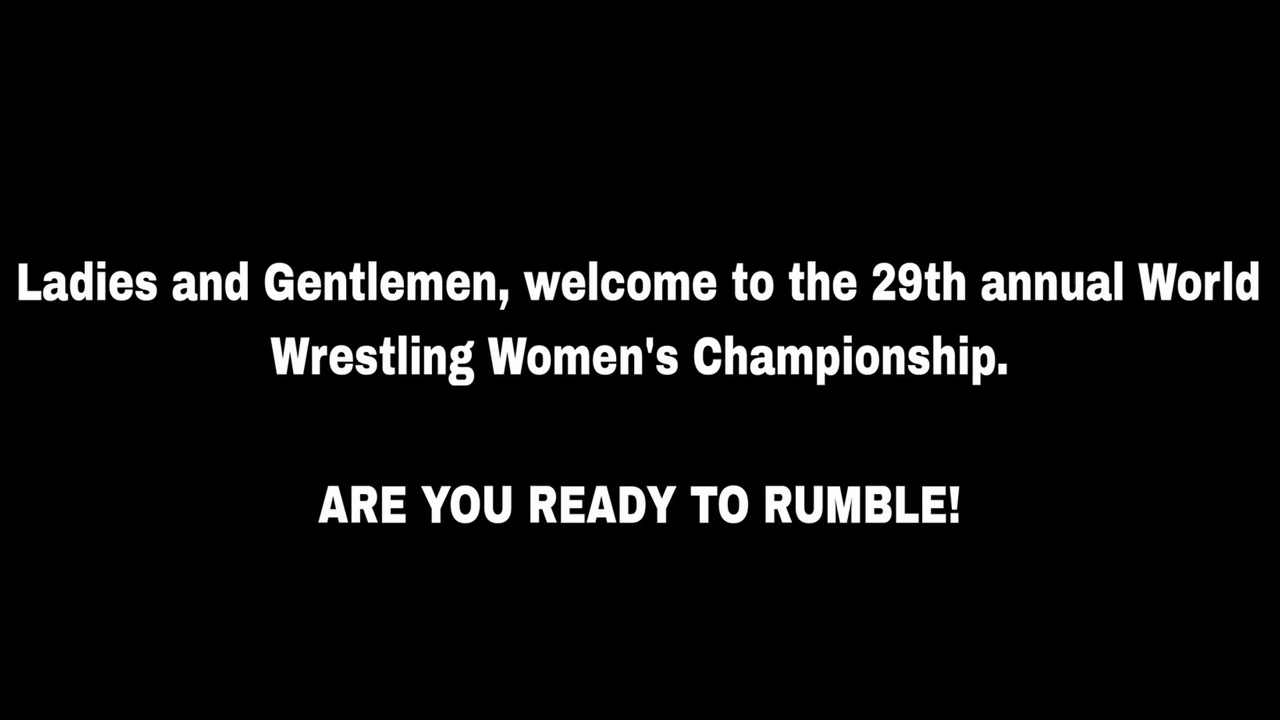 Ladies and Gentlemen, welcome to the 29th annual World
Wrestling Women's Championship.
ARE YOU READY TO RUMBLE!